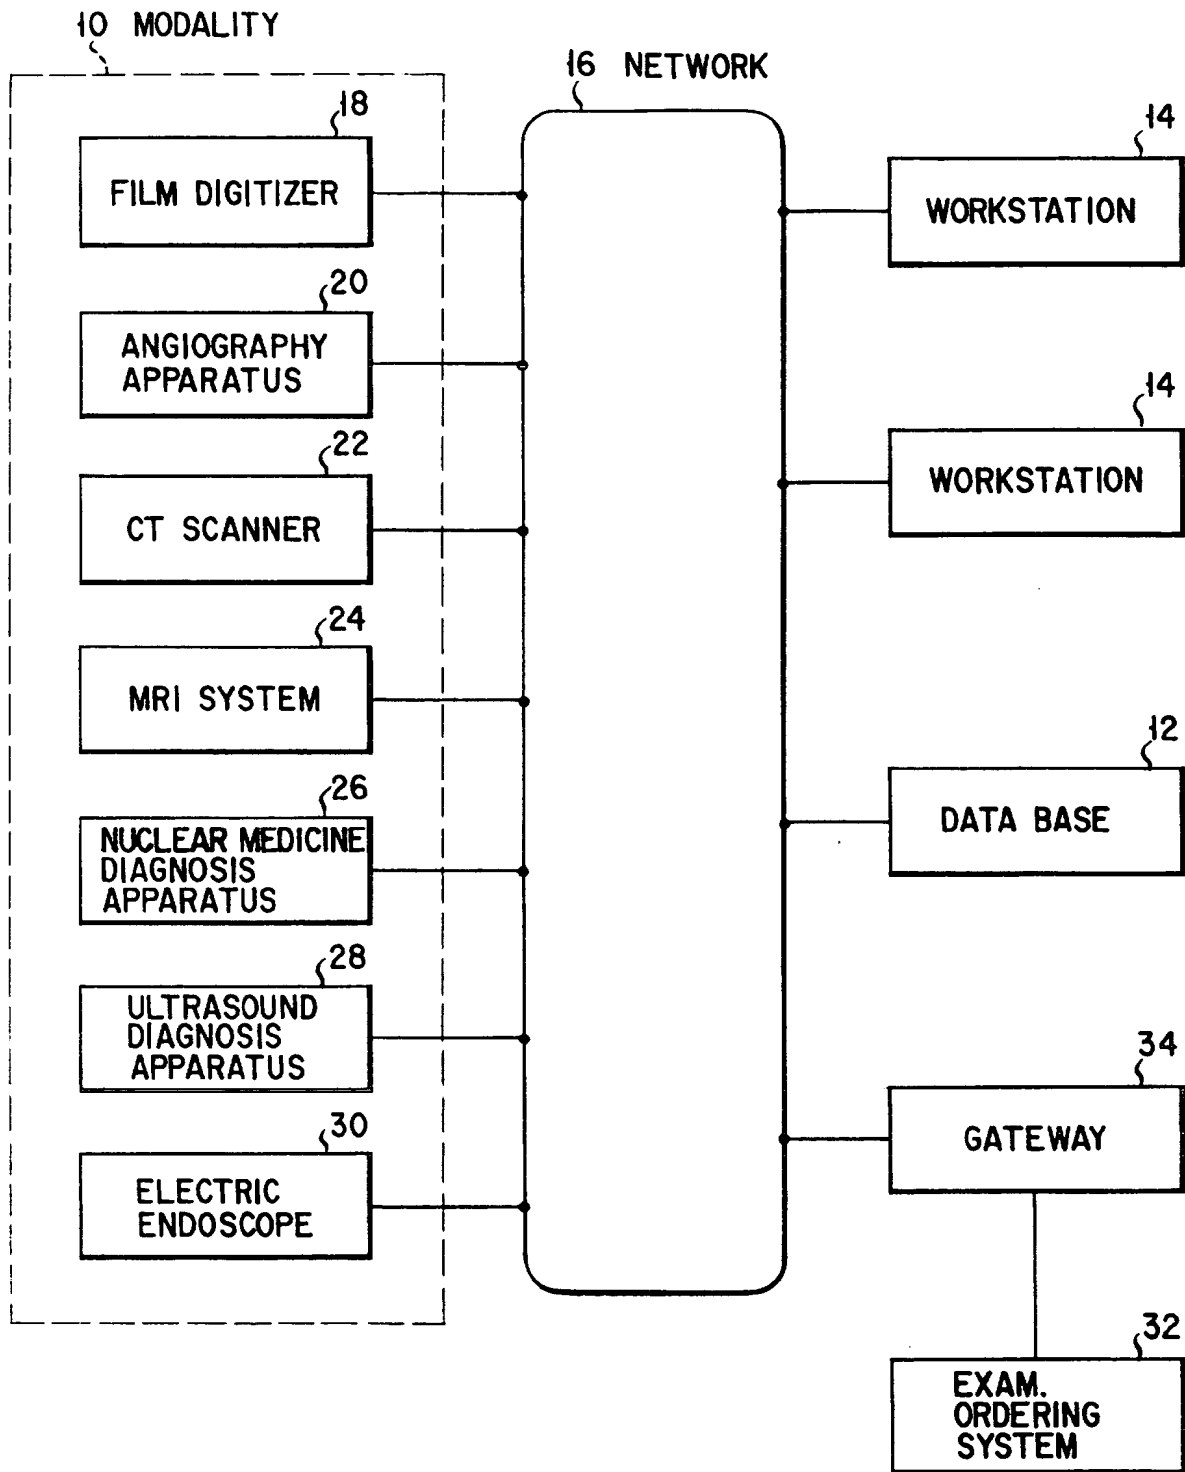 10 MODALITY
16 NETWORK
18
FILM DIGITIZER
20
ANGIOGRAPHY
APPARATUS
22
CT SCANNER
24
MRI SYSTEM
26
NUCLEAR MEDICINE
DIAGNOSIS
APPARATUS
28
ULTRASOUND
DIAGNOSIS
APPARATUS
30
ELECTRIC
ENDOSCOPE
14
WORKSTATION
14
WORKSTATION
12
DATA BASE
34
GATEWAY
32
EXAM.
ORDERING
SYSTEM